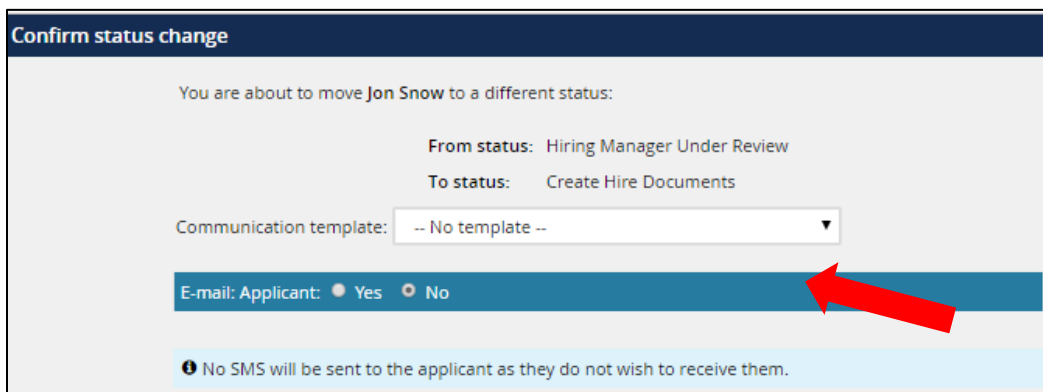 Confirm status change
You are about to move Jon Snow to a different status:
From status: Hiring Manager Under Review
To status: Create Hire Documents
Communication template: -- No template --
E-mail: Applicant: Yes No
No SMS will be sent to the applicant as they do not wish to receive them.